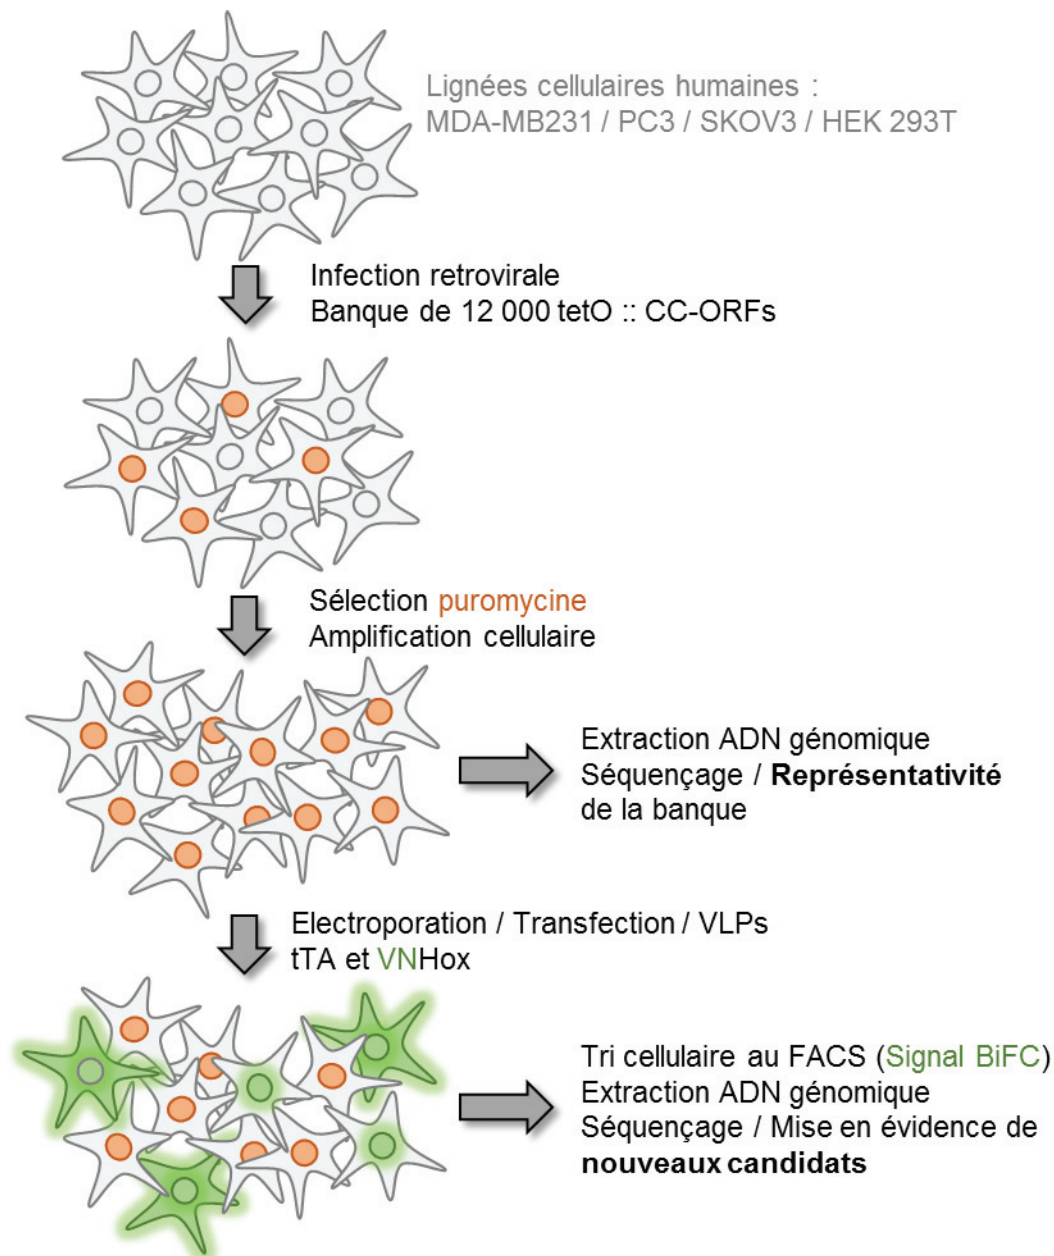 Lignées cellulaires humaines :
MDA-MB231 / PC3 / SKOV3 / HEK 293T
Infection retrovirale
Banque de 12 000 tetO :: CC-ORFs
Sélection puromycine
Amplification cellulaire
Extraction ADN génomique
Séquençage / Représentativité
de la banque
Electroporation / Transfection / VLPs
tTA et VNHox
Tri cellulaire au FACS (Signal BiFC)
Extraction ADN génomique
Séquençage / Mise en évidence de
nouveaux candidats